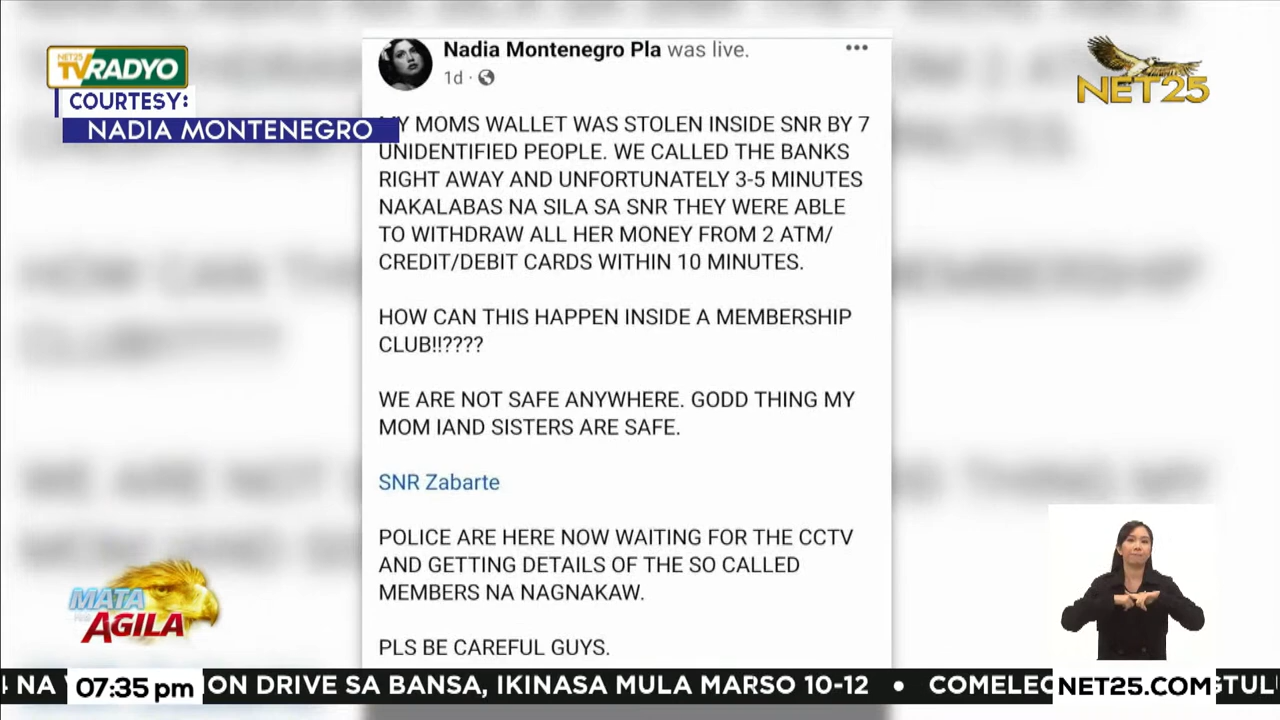 NET25
TVRADYO
COURTESY:
NADIA MONTENEGRO
NET25
Nadia Montenegro Pla was live.
1d
MY MOMS WALLET WAS STOLEN INSIDE SNR BY 7
UNIDENTIFIED PEOPLE. WE CALLED THE BANKS
RIGHT AWAY AND UNFORTUNATELY 3-5 MINUTES
NAKALABAS NA SILA SA SNR THEY WERE ABLE
TO WITHDRAW ALL HER MONEY FROM 2 ATM/
CREDIT/DEBIT CARDS WITHIN 10 MINUTES.
HOW CAN THIS HAPPEN INSIDE A MEMBERSHIP
CLUB!!????
WE ARE NOT SAFE ANYWHERE. GODD THING MY
MOM IAND SISTERS ARE SAFE.
SNR Zabarte
POLICE ARE HERE NOW WAITING FOR THE CCTV
AND GETTING DETAILS OF THE SO CALLED
MEMBERS NA NAGNAKAW.
PLS BE CAREFUL GUYS.
MATA
NG
AGILA
NA
07:35 pm
ON DRIVE SA BANSA, IKINASA MULA MARSO 10-12 • COMELEC
NET25.COM